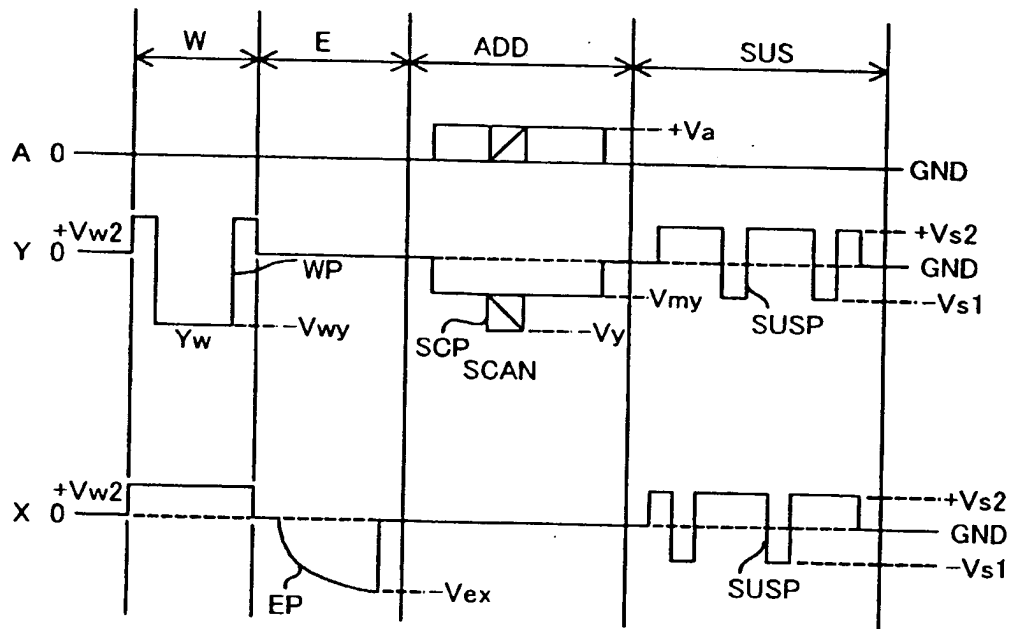 W E ADD SUS
+Va
A 0 GND
+Vw2 +Vs2
Y 0 GND
WP
−Vmy −Vs1
Yw −Vwy SCP −Vy SUSP
SCAN
+Vw2 +Vs2
X 0 GND
−Vs1
EP −Vex SUSP